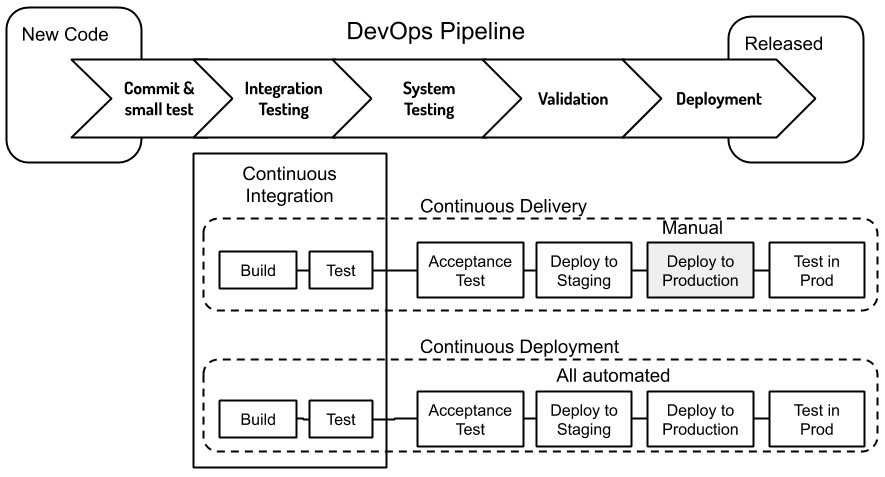 New Code
DevOps Pipeline
Released
Commit &
small test
Integration
Testing
System
Testing
Validation
Deployment
Continuous
Integration
Continuous Delivery
Manual
Build
Test
Acceptance
Test
Deploy to
Staging
Deploy to
Production
Test in
Prod
Continuous Deployment
All automated
Build
Test
Acceptance
Test
Deploy to
Staging
Deploy to
Production
Test in
Prod